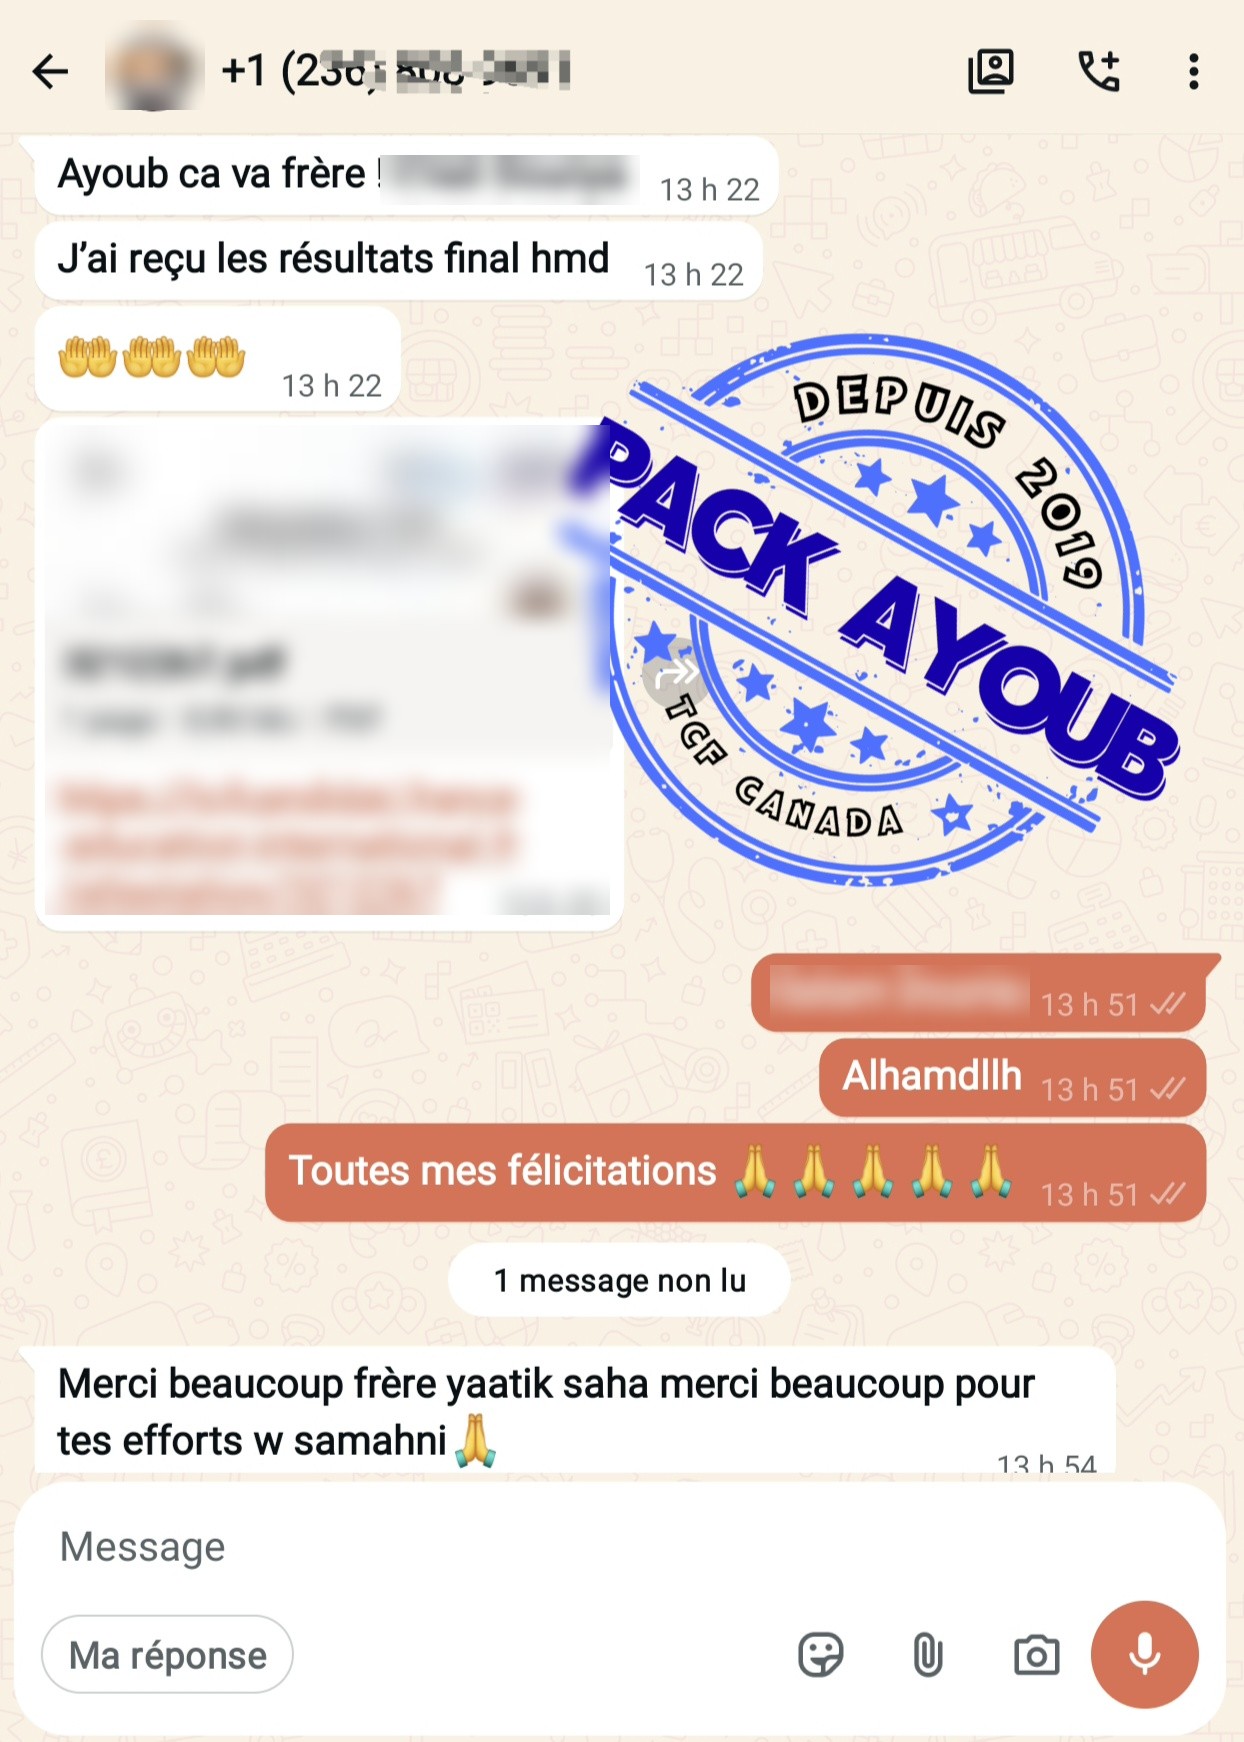 +1 (236)
Ayoub ca va frère !
13 h 22
J’ai reçu les résultats final hmd
13 h 22
🤲🤲🤲
13 h 22
DEPUIS 2019
PACK AYOUB
TCF CANADA
13 h 51
Alhamdllh
13 h 51
Toutes mes félicitations 🙏🙏🙏🙏🙏
13 h 51
1 message non lu
Merci beaucoup frère yaatik saha merci beaucoup pour
tes efforts w samahni🙏
13 h 54
Message
Ma réponse